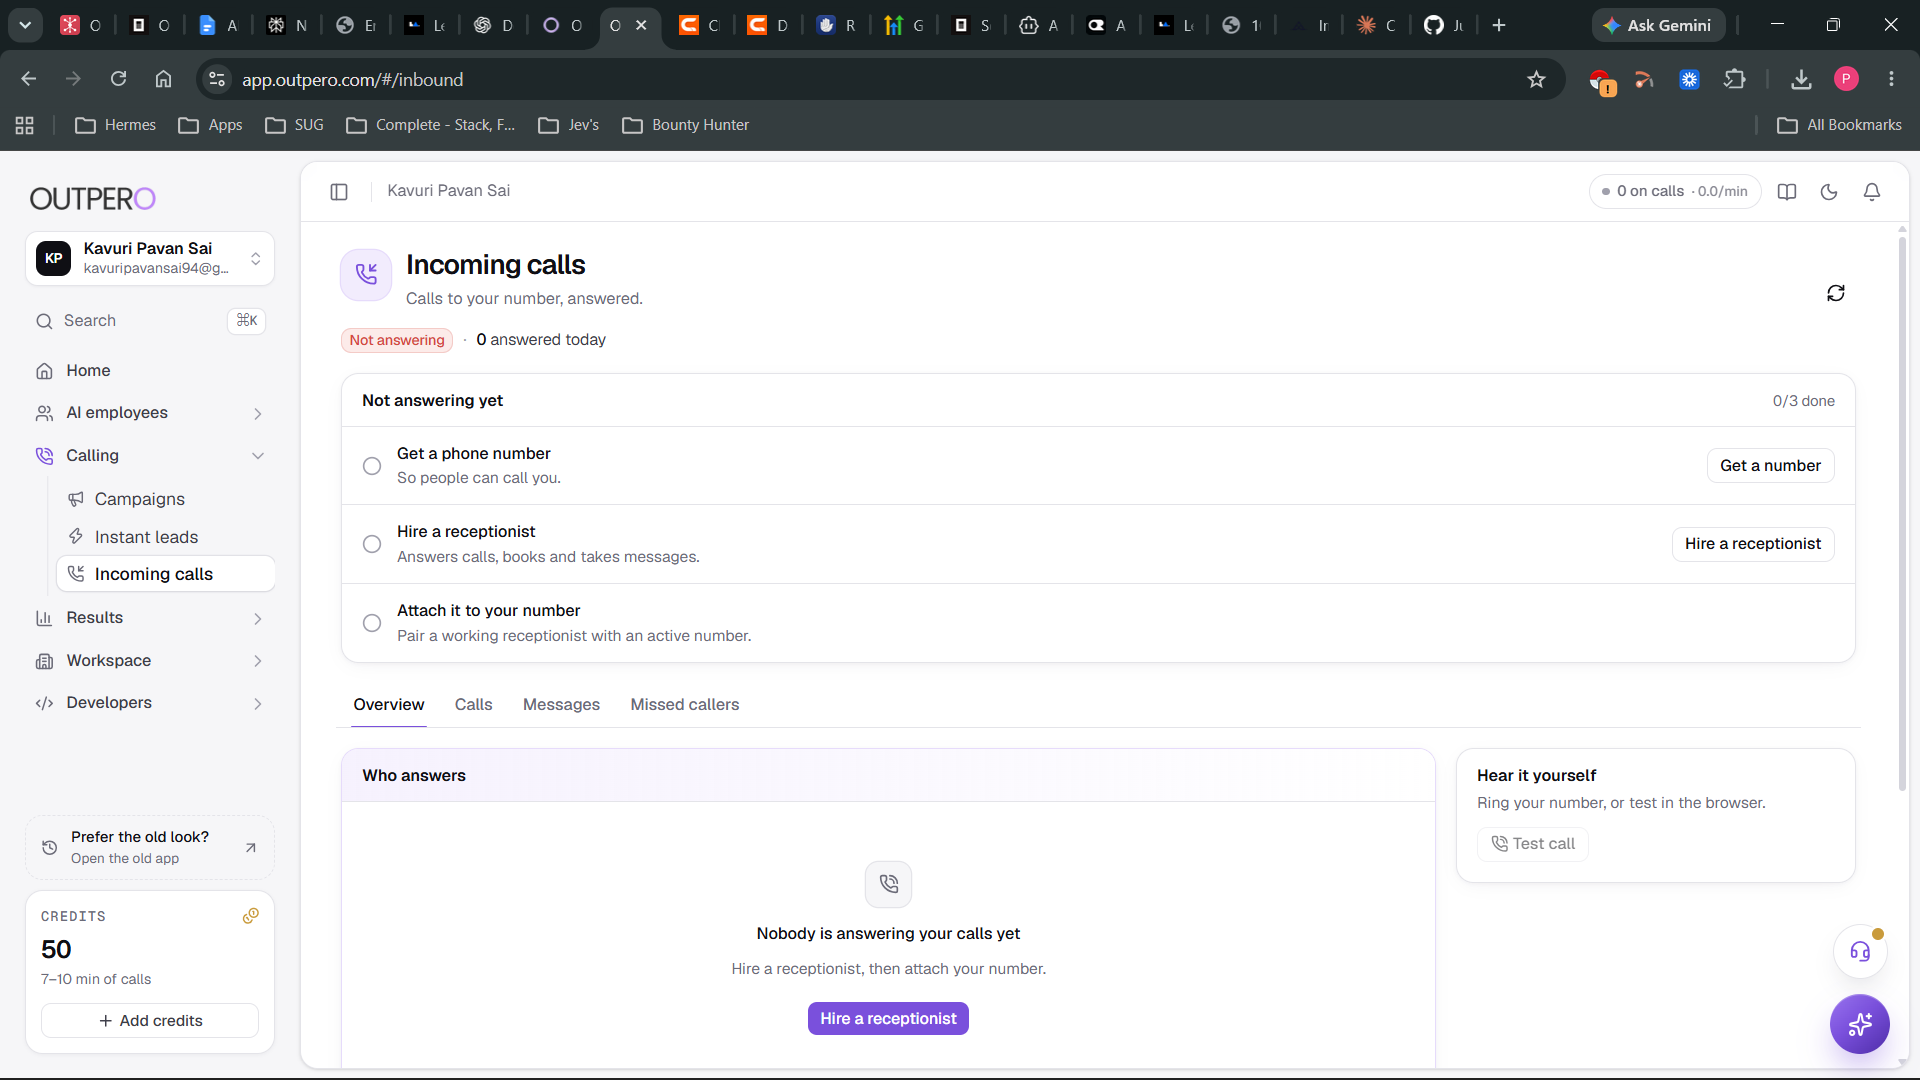 O
O
A
N
Er
Le
D
O
O
C
D
R
G
S
A
A
Le
1
Ir
C
Ju
Ask Gemini
app.outpero.com/#/inbound
P
Hermes
Apps
SUG
Complete - Stack, F...
Jev's
Bounty Hunter
All Bookmarks
OUTPERO
KP
Kavuri Pavan Sai
kavuripavansai94@g...
Search
⌘K
Home
AI employees
Calling
Campaigns
Instant leads
Incoming calls
Results
Workspace
Developers
Prefer the old look?
Open the old app
CREDITS
50
7–10 min of calls
+ Add credits
Kavuri Pavan Sai
0 on calls · 0.0/min
Incoming calls
Calls to your number, answered.
Not answering · 0 answered today
Not answering yet
0/3 done
Get a phone number
So people can call you.
Get a number
Hire a receptionist
Answers calls, books and takes messages.
Hire a receptionist
Attach it to your number
Pair a working receptionist with an active number.
Overview
Calls
Messages
Missed callers
Who answers
Nobody is answering your calls yet
Hire a receptionist, then attach your number.
Hire a receptionist
Hear it yourself
Ring your number, or test in the browser.
Test call